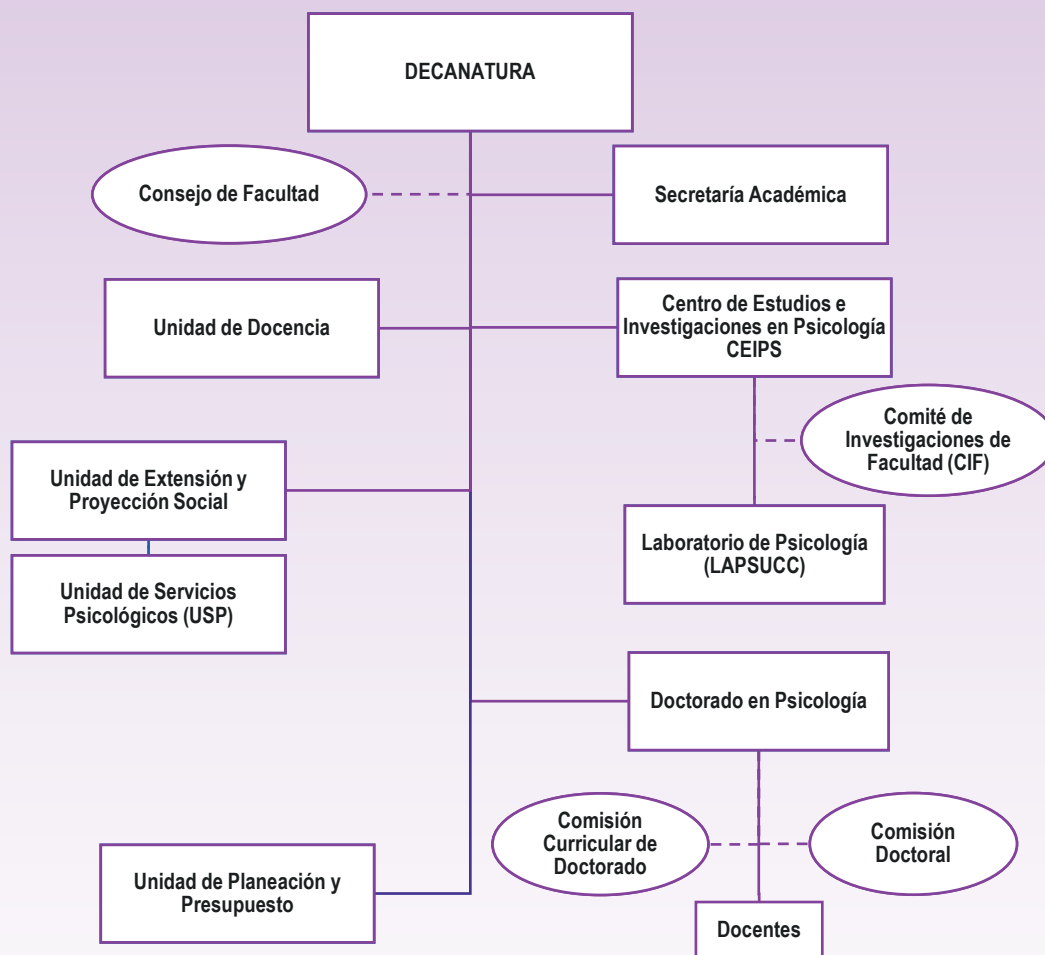 DECANATURA
Consejo de Facultad
Secretaría Académica
Unidad de Docencia
Centro de Estudios e
Investigaciones en Psicología
CEIPS
Comité de
Investigaciones de
Facultad (CIF)
Unidad de Extensión y
Proyección Social
Laboratorio de Psicología
(LAPSUCC)
Unidad de Servicios
Psicológicos (USP)
Doctorado en Psicología
Comisión
Curricular de
Doctorado
Comisión
Doctoral
Unidad de Planeación y
Presupuesto
Docentes